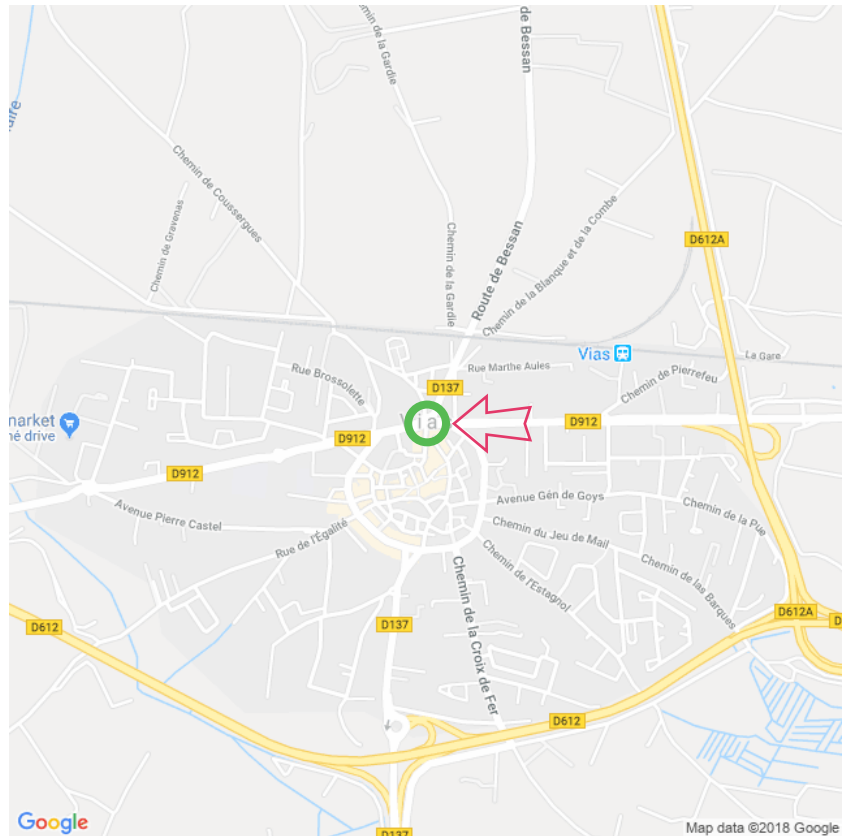 de Bessan
Chemin de
la Gardie
Chemin de Coussergues
Chemin de Gravenas
Chemin de la Gardie
Route de Bessan
Chemin de la Blanque et de la Combe
D612A
Vias
La Gare
Rue Marthe Aules
Chemin de Pierrefeu
Rue Brossolette
D137
market
né drive
Via
D912
D912
D912
Avenue Gén de Goys
Chemin de la Pue
Avenue Pierre Castel
Rue de l'Égalité
Chemin du Jeu de Mail
Chemin de l'Estagnol
Chemin de las Barques
Chemin de la Croix de Fer
D612
D137
D612A
D612
D137
Google
Map data ©2018 Google